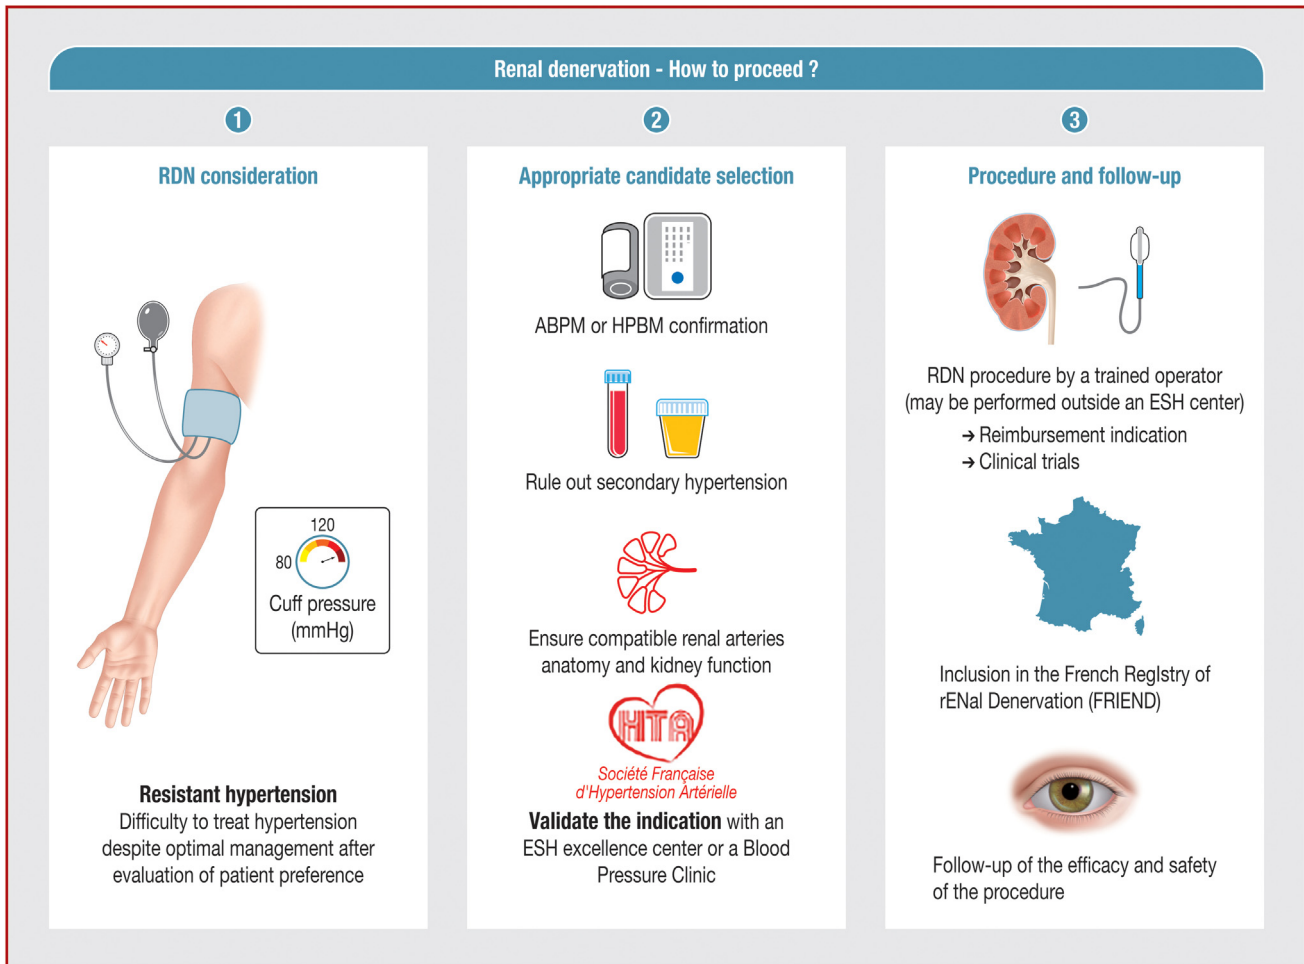 Renal denervation - How to proceed ?
1
RDN consideration
120
80
Cuff pressure
(mmHg)
Resistant hypertension
Difficulty to treat hypertension
despite optimal management after
evaluation of patient preference
2
Appropriate candidate selection
ABPM or HPBM confirmation
Rule out secondary hypertension
Ensure compatible renal arteries
anatomy and kidney function
HTA
Société Française
d'Hypertension Artérielle
Validate the indication with an
ESH excellence center or a Blood
Pressure Clinic
3
Procedure and follow-up
RDN procedure by a trained operator
(may be performed outside an ESH center)
→ Reimbursement indication
→ Clinical trials
Inclusion in the French RegIstry of
rENal Denervation (FRIEND)
Follow-up of the efficacy and safety
of the procedure